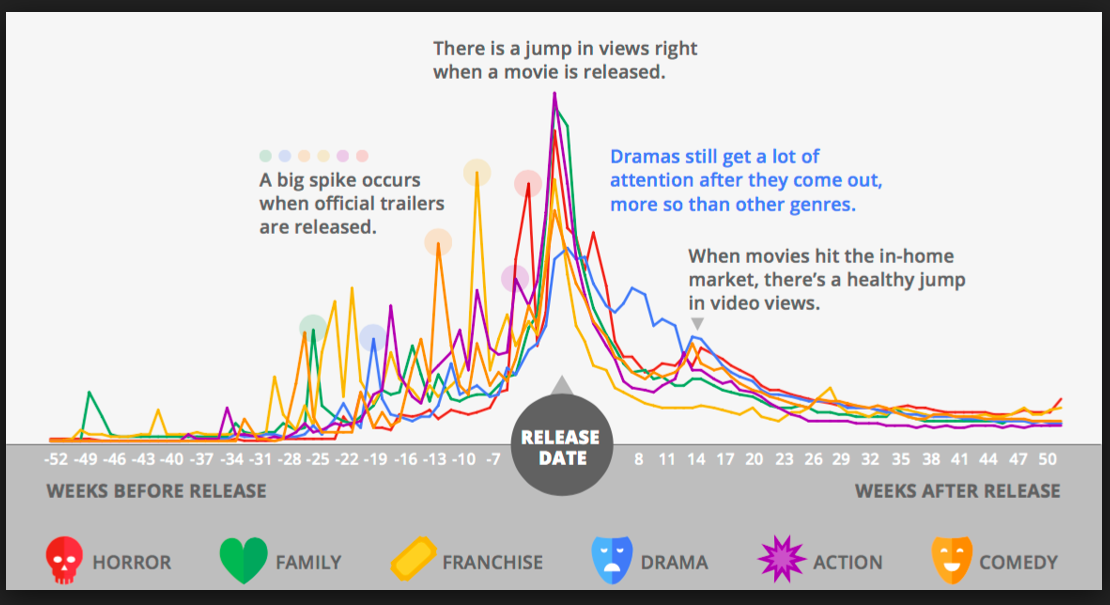 There is a jump in views right
when a movie is released.
A big spike occurs
when official trailers
are released.
Dramas still get a lot of
attention after they come out,
more so than other genres.
When movies hit the in-home
market, there's a healthy jump
in video views.
-52 -49 -46 -43 -40 -37 -34 -31 -28 -25 -22 -19 -16 -13 -10 -7
RELEASE
DATE
8 11 14 17 20 23 26 29 32 35 38 41 44 47 50
WEEKS BEFORE RELEASE
WEEKS AFTER RELEASE
HORROR FAMILY FRANCHISE DRAMA ACTION COMEDY